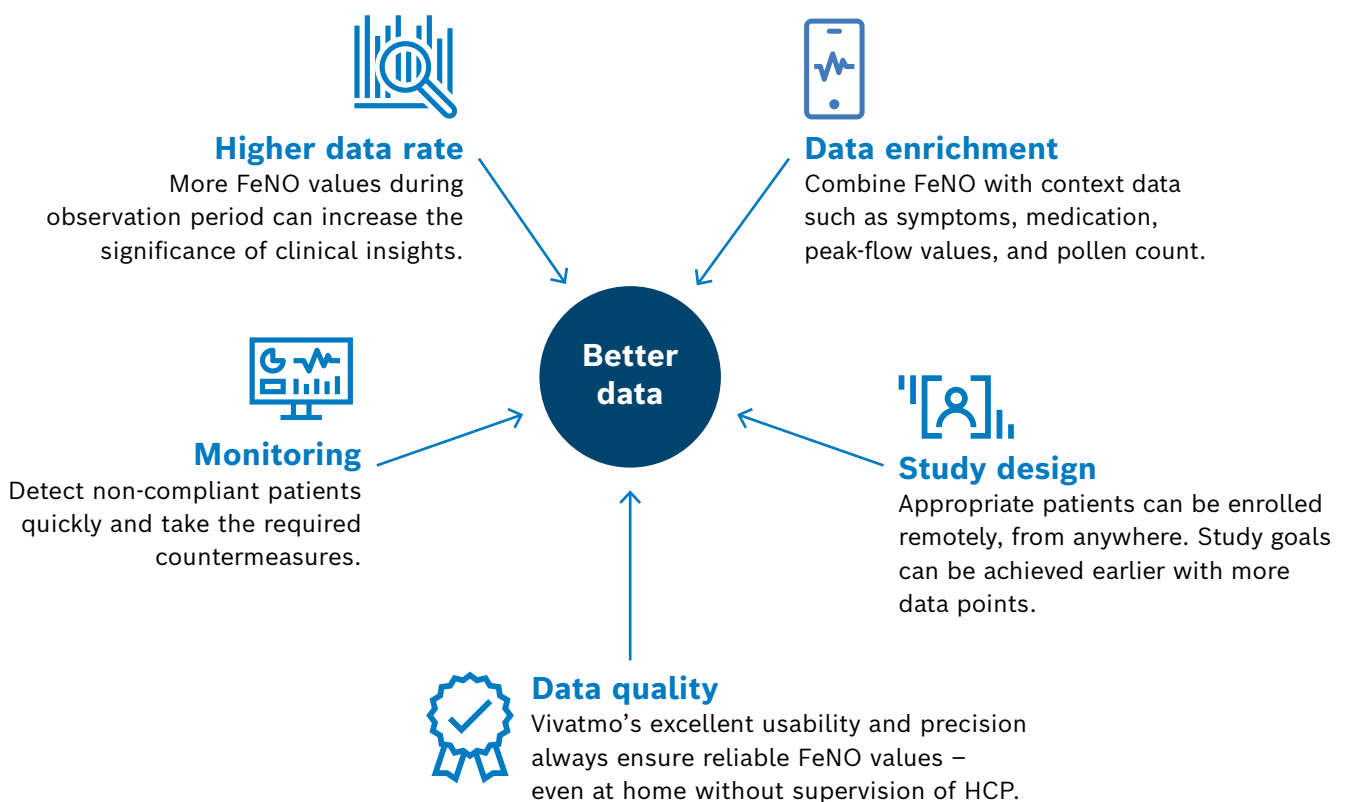 Higher data rate
More FeNO values during
observation period can increase the
significance of clinical insights.
Data enrichment
Combine FeNO with context data
such as symptoms, medication,
peak-flow values, and pollen count.
Better
data
Monitoring
Detect non-compliant patients
quickly and take the required
countermeasures.
Study design
Appropriate patients can be enrolled
remotely, from anywhere. Study goals
can be achieved earlier with more
data points.
Data quality
Vivatmo’s excellent usability and precision
always ensure reliable FeNO values –
even at home without supervision of HCP.